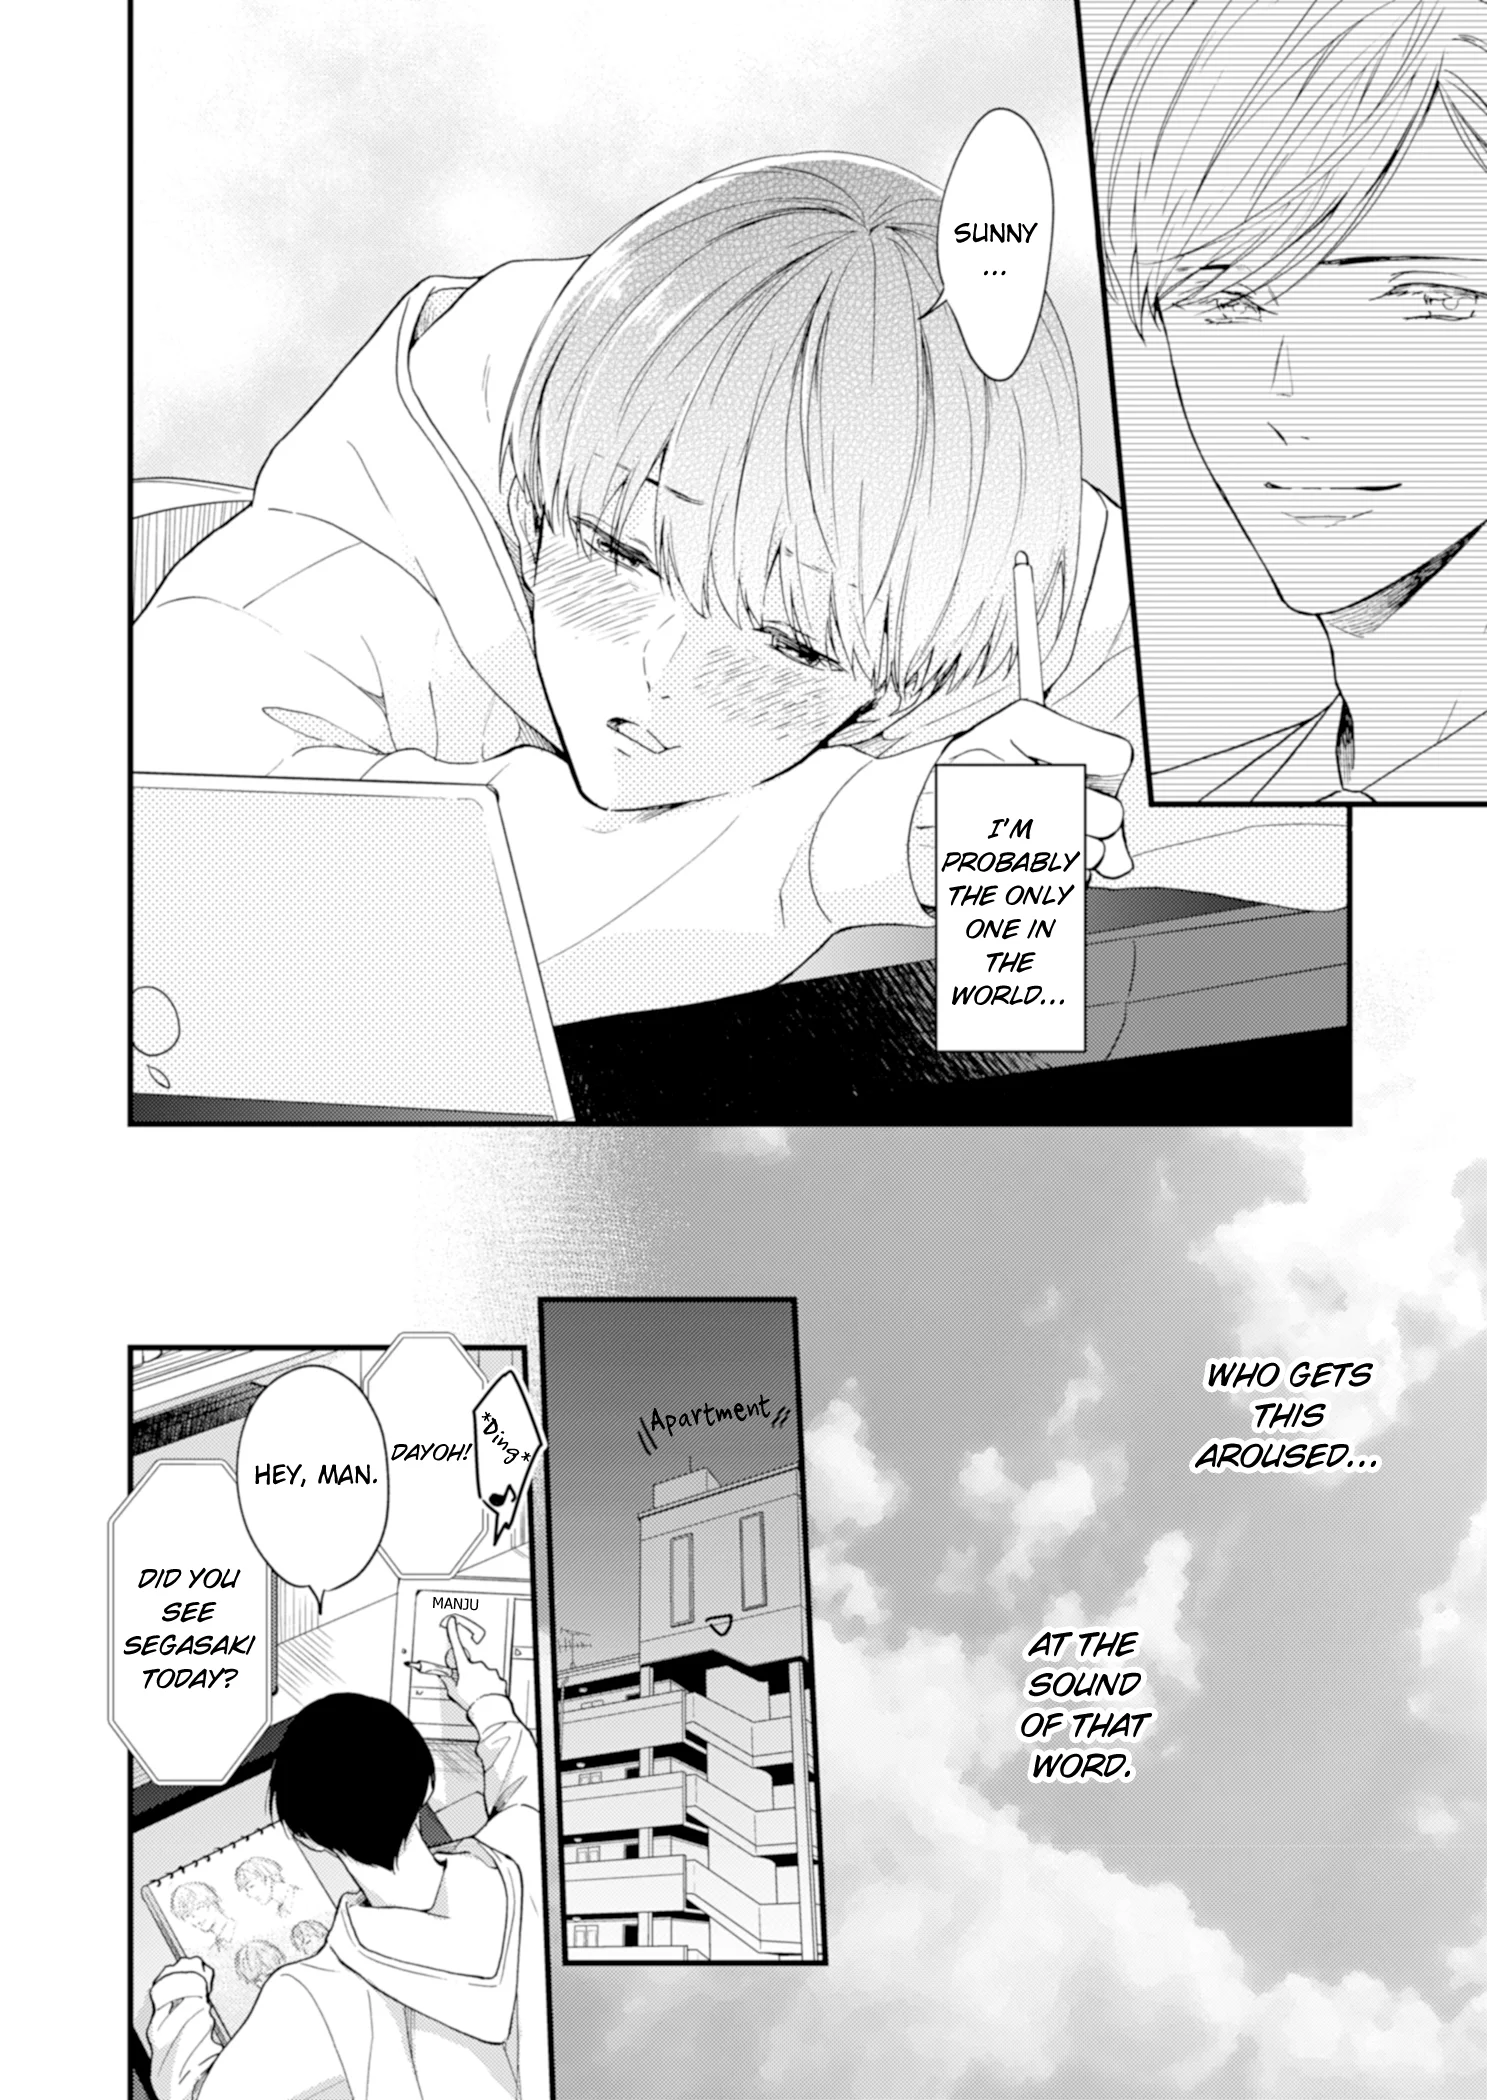 SUNNY
...
I'M
PROBABLY
THE ONLY
ONE IN
THE
WORLD...
WHO GETS
THIS
AROUSED...
AT THE
SOUND
OF THAT
WORD.
Apartment
*Ding*
DAYOH!
HEY, MAN.
MANJU
DID YOU
SEE
SEGASAKI
TODAY?